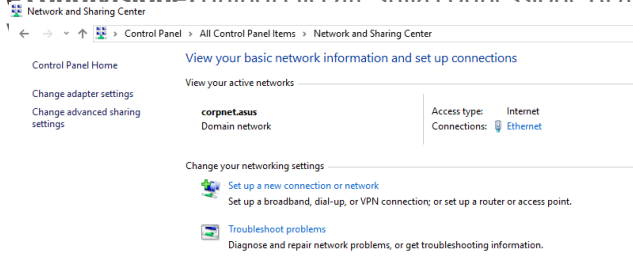 Network and Sharing Center
Control Panel > All Control Panel Items > Network and Sharing Center
Control Panel Home
Change adapter settings
Change advanced sharing
settings
View your basic network information and set up connections
View your active networks
corpnet.asus
Domain network
Access type: Internet
Connections: Ethernet
Change your networking settings
Set up a new connection or network
Set up a broadband, dial-up, or VPN connection; or set up a router or access point.
Troubleshoot problems
Diagnose and repair network problems, or get troubleshooting information.